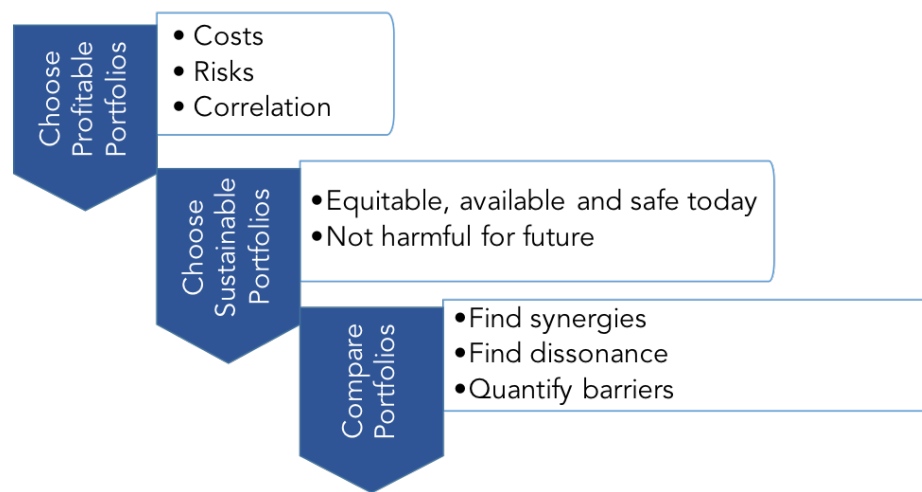 Choose
Profitable
Portfolios
• Costs
• Risks
• Correlation
Choose
Sustainable
Portfolios
•Equitable, available and safe today
•Not harmful for future
Compare
Portfolios
•Find synergies
•Find dissonance
•Quantify barriers